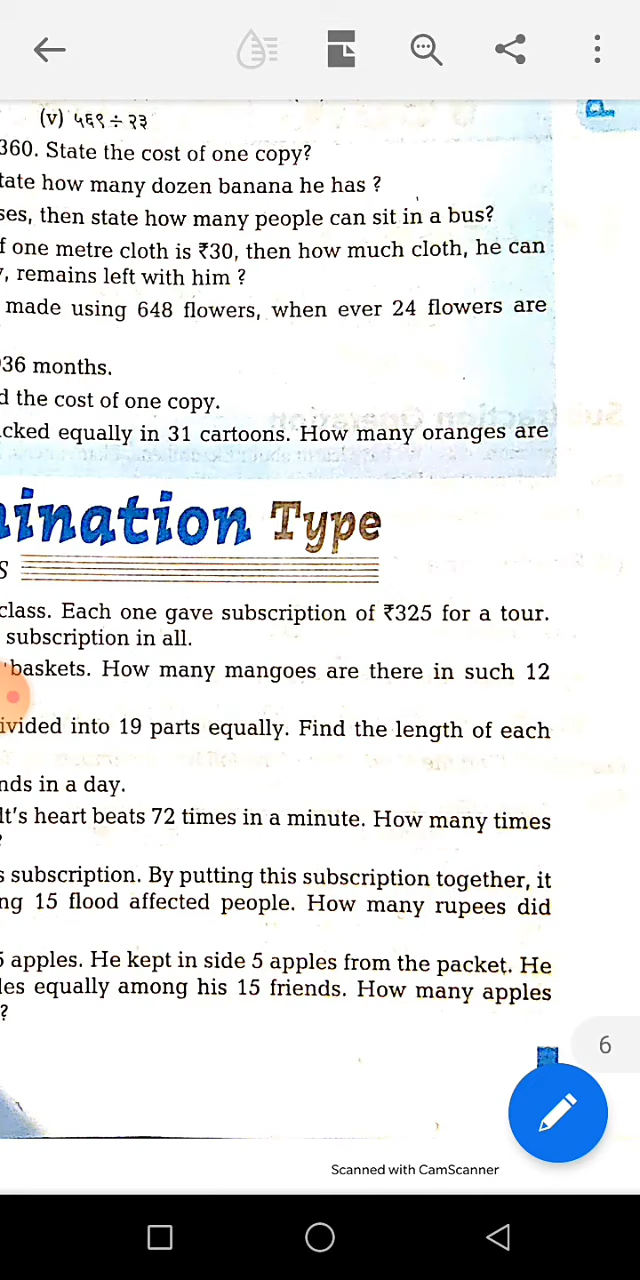 (v) ५६९ ÷ २३
360. State the cost of one copy?
tate how many dozen banana he has ?
ses, then state how many people can sit in a bus?
f one metre cloth is ₹30, then how much cloth, he can
, remains left with him ?
made using 648 flowers, when ever 24 flowers are
36 months.
d the cost of one copy.
cked equally in 31 cartoons. How many oranges are
ination Type
s
class. Each one gave subscription of ₹325 for a tour.
subscription in all.
baskets. How many mangoes are there in such 12
ivided into 19 parts equally. Find the length of each
nds in a day.
lt's heart beats 72 times in a minute. How many times
?
s subscription. By putting this subscription together, it
ng 15 flood affected people. How many rupees did
5 apples. He kept in side 5 apples from the packet. He
les equally among his 15 friends. How many apples
?
6
Scanned with CamScanner